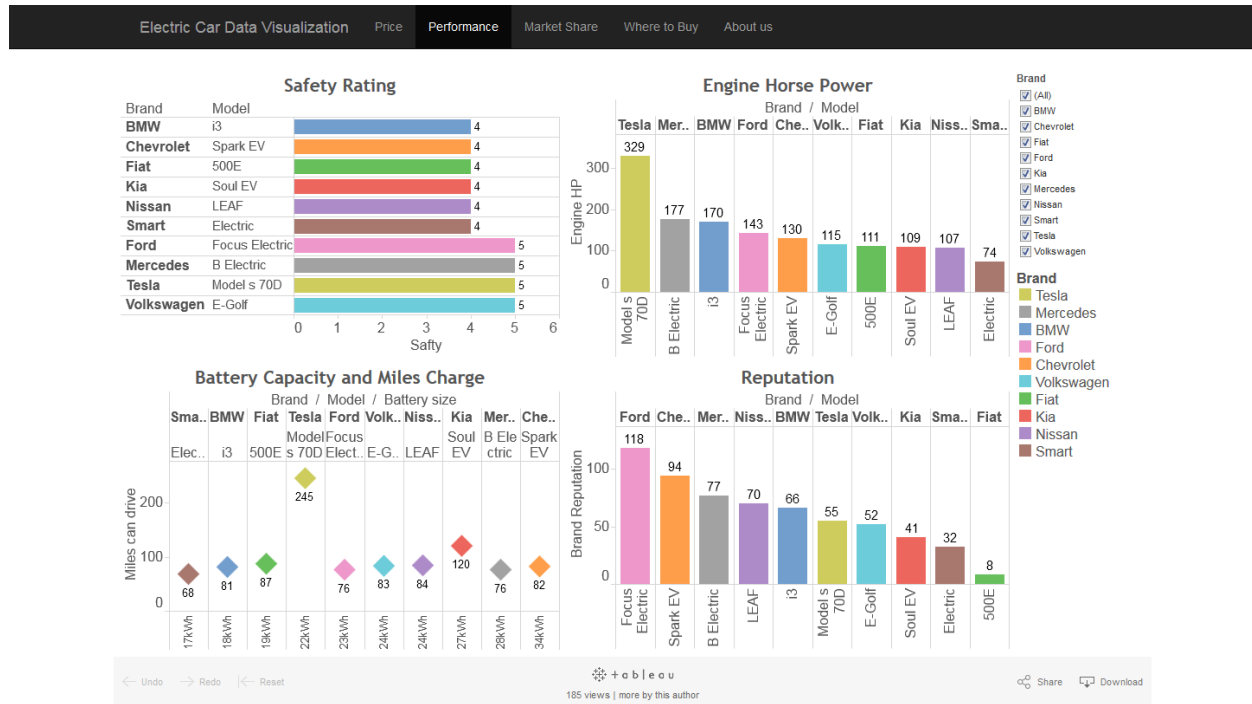 Electric Car Data Visualization Price Performance Market Share Where to Buy About us
Safety Rating
Brand Model
BMW i3 4
Chevrolet Spark EV 4
Fiat 500E 4
Kia Soul EV 4
Nissan LEAF 4
Smart Electric 4
Ford Focus Electric 5
Mercedes B Electric 5
Tesla Model s 70D 5
Volkswagen E-Golf 5
0 1 2 3 4 5 6
Safty
Engine Horse Power
Brand / Model
Tesla Mer.. BMW Ford Che.. Volk.. Fiat Kia Niss.. Sma..
Engine HP
300
200
100
0
329 177 170 143 130 115 111 109 107 74
Model s 70D B Electric i3 Focus Electric Spark EV E-Golf 500E Soul EV LEAF Electric
Brand
(All)
BMW
Chevrolet
Fiat
Ford
Kia
Mercedes
Nissan
Smart
Tesla
Volkswagen
Brand
Tesla
Mercedes
BMW
Ford
Chevrolet
Volkswagen
Fiat
Kia
Nissan
Smart
Battery Capacity and Miles Charge
Brand / Model / Battery size
Sma.. BMW Fiat Tesla Ford Volk.. Niss.. Kia Mer.. Che..
Elec.. i3 500E Model s 70D Focus Elect.. E-G.. LEAF Soul EV B Ele ctric Spark EV
Miles can drive
200
100
0
68 81 87 245 76 83 84 120 76 82
17kWh 18kWh 19kWh 22kWh 23kWh 24kWh 24kWh 27kWh 28kWh 34kWh
Reputation
Brand / Model
Ford Che.. Mer.. Niss.. BMW Tesla Volk.. Kia Sma.. Fiat
Brand Reputation
100
50
0
118 94 77 70 66 55 52 41 32 8
Focus Electric Spark EV B Electric LEAF i3 Model s 70D E-Golf Soul EV Electric 500E
Undo Redo Reset
tableau
185 views | more by this author
Share Download